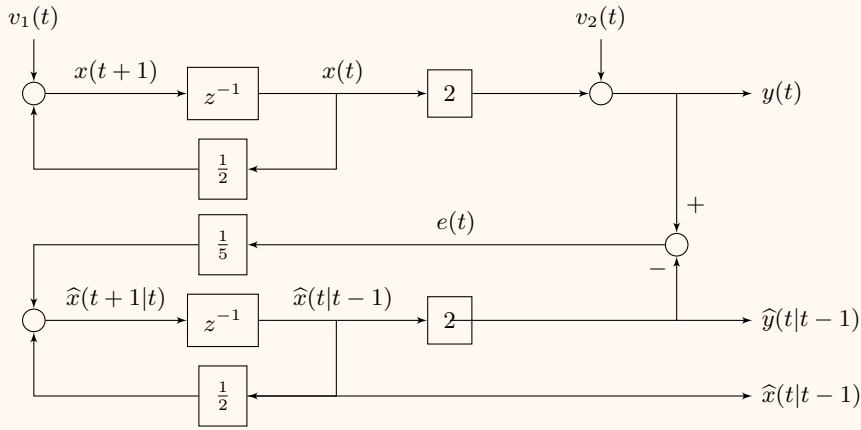 v₁(t)
v₂(t)
x(t + 1)
x(t)
z⁻¹
2
y(t)
1/2
+
e(t)
1/5
−
x̂(t + 1|t)
x̂(t|t − 1)
z⁻¹
2
ŷ(t|t − 1)
1/2
x̂(t|t − 1)